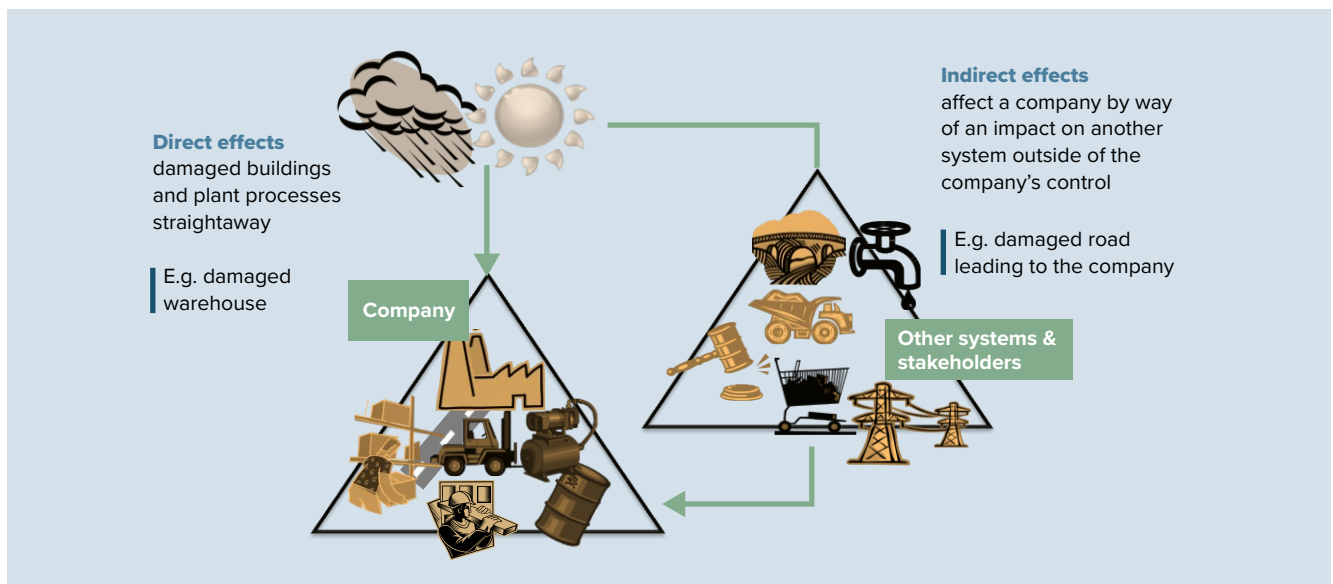 Direct effects
damaged buildings
and plant processes
straightaway
E.g. damaged
warehouse
Company
Indirect effects
affect a company by way
of an impact on another
system outside of the
company’s control
E.g. damaged road
leading to the company
Other systems &
stakeholders